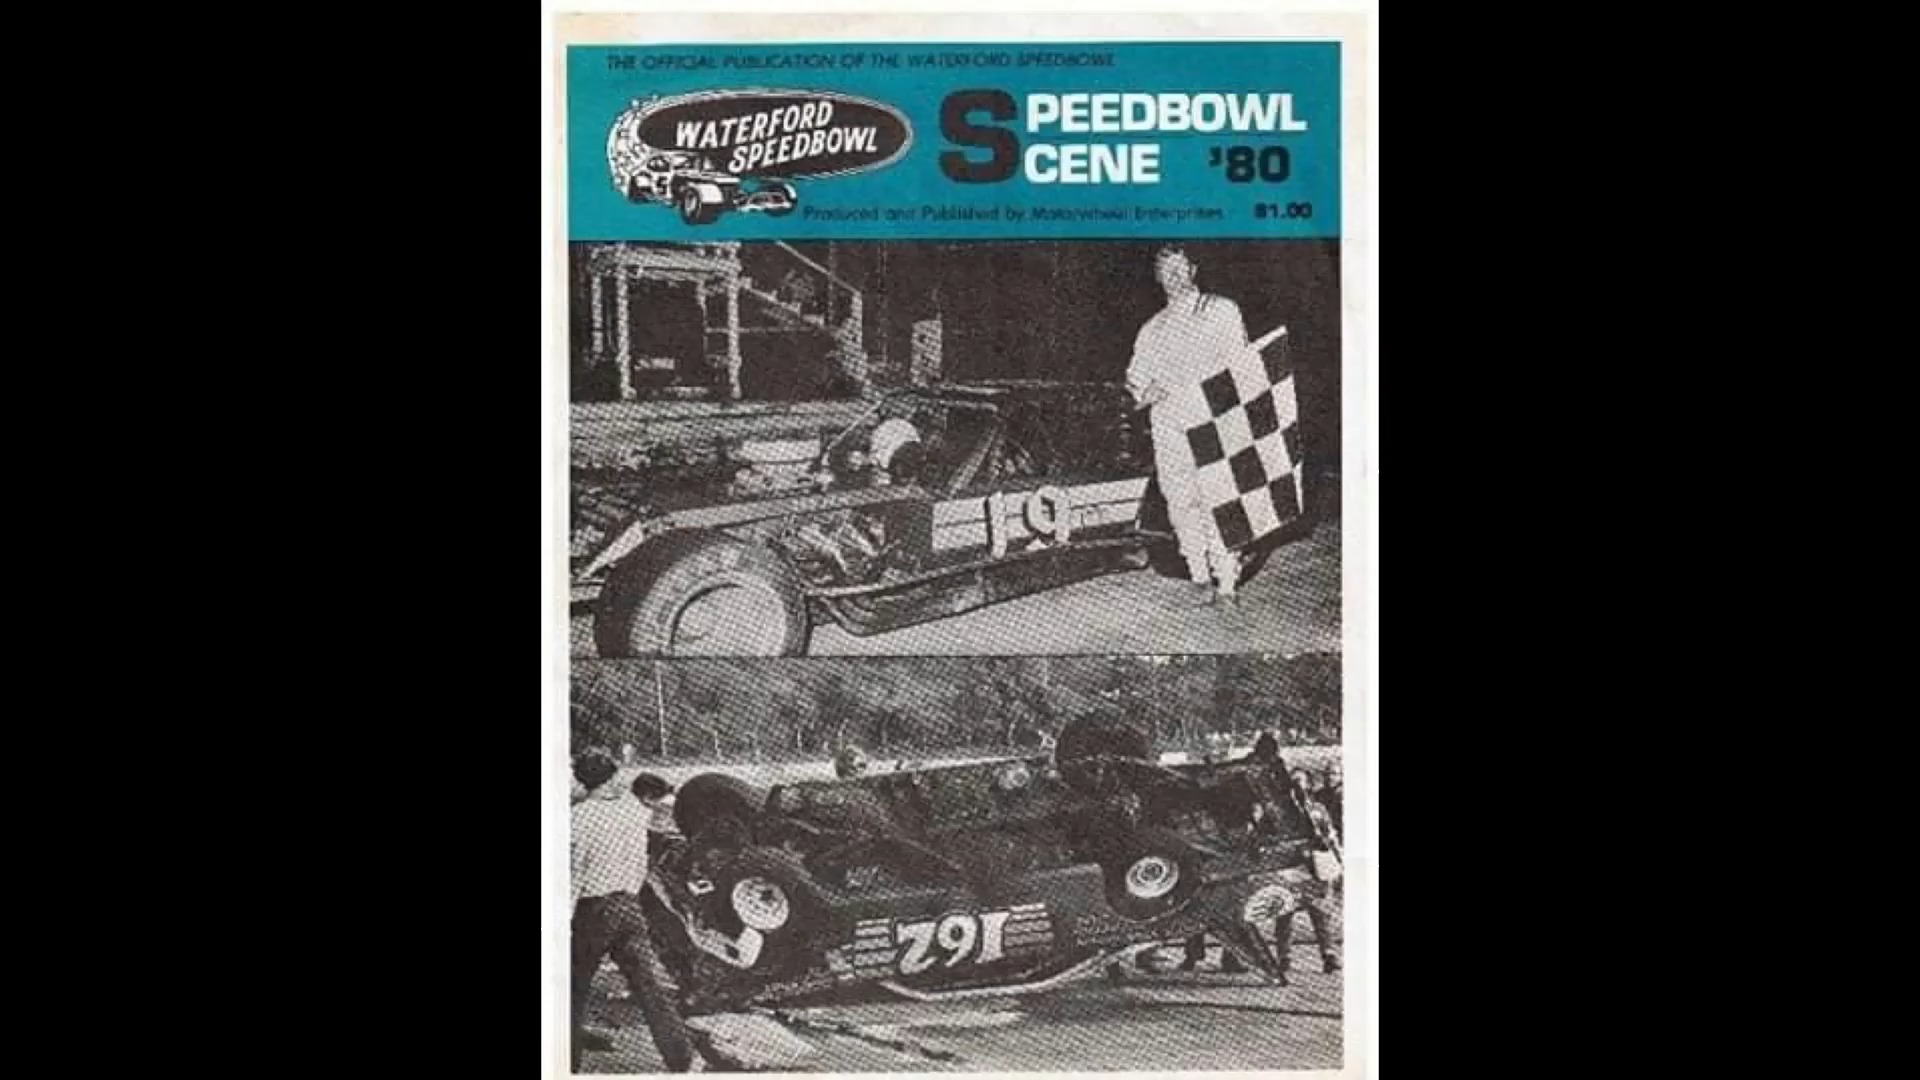 THE OFFICIAL PUBLICATION OF THE WATERFORD SPEEDBOWL
WATERFORD
SPEEDBOWL
SPEEDBOWL
SCENE '80
Produced and Published by Motorwheel Enterprises $1.00
19